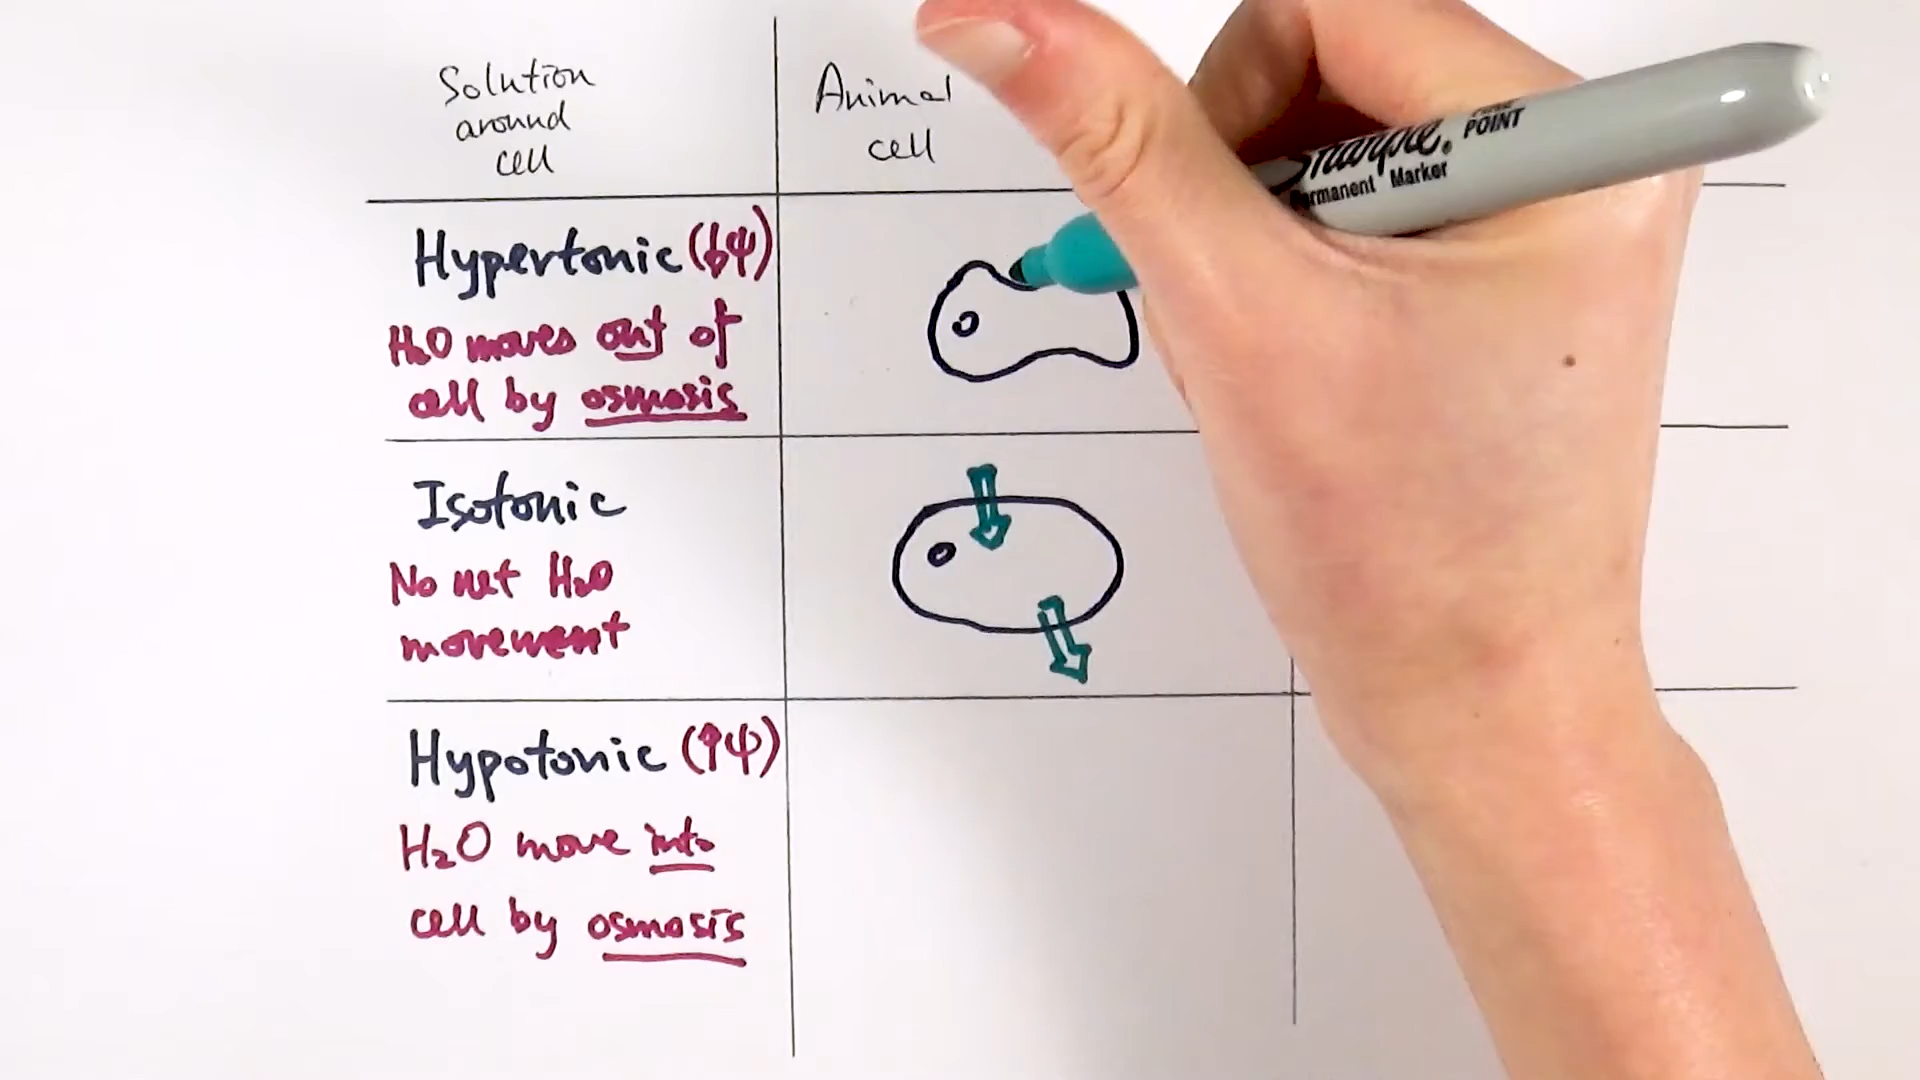 Solution
around
cell
Animal
cell
Hypertonic (↓ψ)
H₂O moves out of
cell by osmosis
Isotonic
No net H₂O
movement
Hypotonic (↑ψ)
H₂O move into
cell by osmosis
Sharpie.
POINT
Permanent Marker